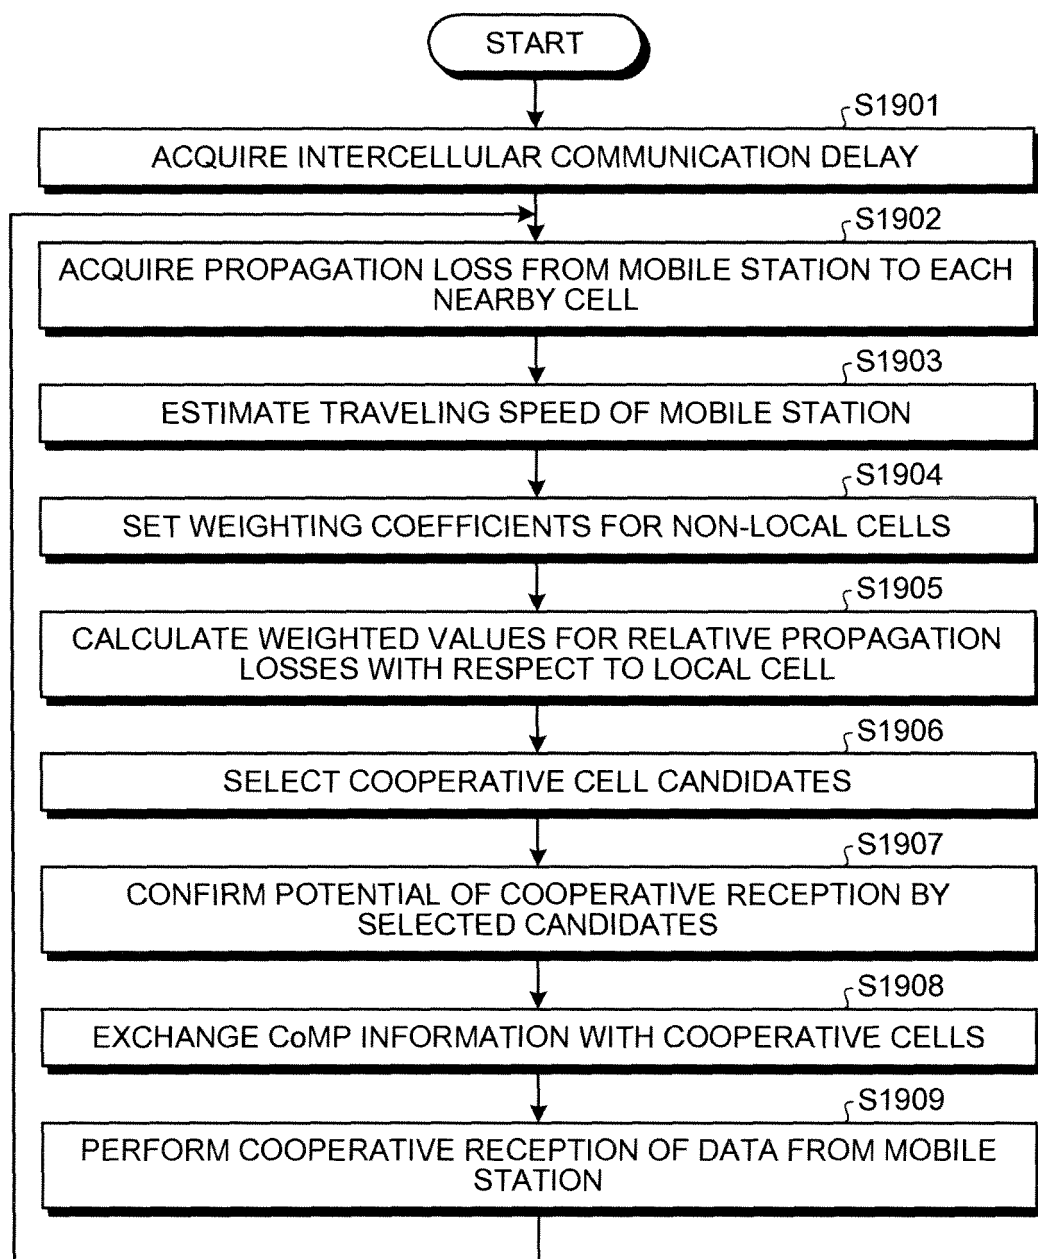 START
S1901
ACQUIRE INTERCELLULAR COMMUNICATION DELAY
S1902
ACQUIRE PROPAGATION LOSS FROM MOBILE STATION TO EACH
NEARBY CELL
S1903
ESTIMATE TRAVELING SPEED OF MOBILE STATION
S1904
SET WEIGHTING COEFFICIENTS FOR NON-LOCAL CELLS
S1905
CALCULATE WEIGHTED VALUES FOR RELATIVE PROPAGATION
LOSSES WITH RESPECT TO LOCAL CELL
S1906
SELECT COOPERATIVE CELL CANDIDATES
S1907
CONFIRM POTENTIAL OF COOPERATIVE RECEPTION BY
SELECTED CANDIDATES
S1908
EXCHANGE CoMP INFORMATION WITH COOPERATIVE CELLS
S1909
PERFORM COOPERATIVE RECEPTION OF DATA FROM MOBILE
STATION